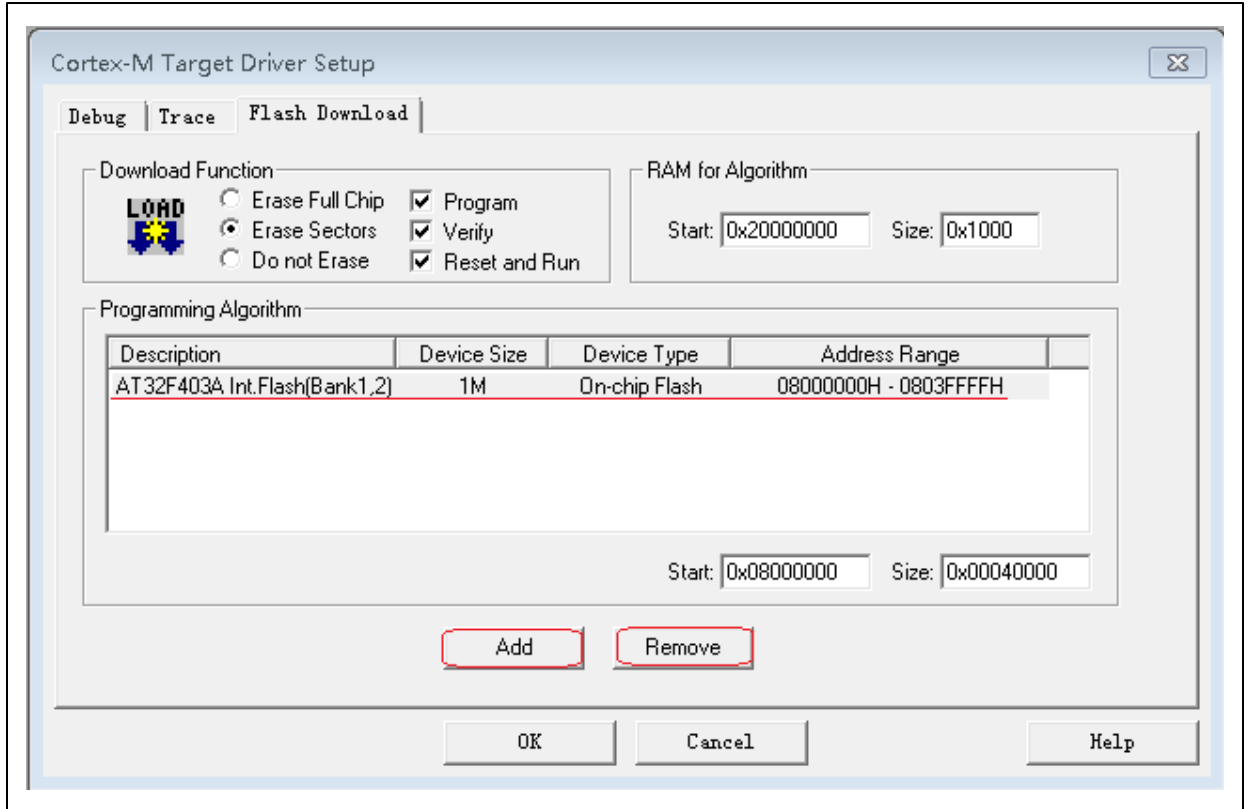 Cortex-M Target Driver Setup
Debug Trace Flash Download
Download Function
LOAD
Erase Full Chip Program
Erase Sectors Verify
Do not Erase Reset and Run
RAM for Algorithm
Start: 0x20000000 Size: 0x1000
Programming Algorithm
Description Device Size Device Type Address Range
AT32F403A Int.Flash(Bank1,2) 1M On-chip Flash 08000000H - 0803FFFFH
Start: 0x08000000 Size: 0x00040000
Add Remove
OK Cancel Help